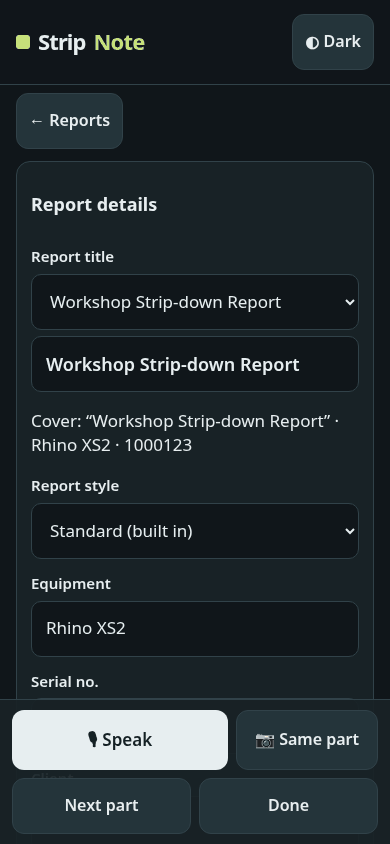 Strip Note
◐ Dark
← Reports
Report details
Report title
Workshop Strip-down Report
Workshop Strip-down Report
Cover: “Workshop Strip-down Report” ·
Rhino XS2 · 1000123
Report style
Standard (built in)
Equipment
Rhino XS2
Serial no.
🎙 Speak
📷 Same part
Client
Next part
Done